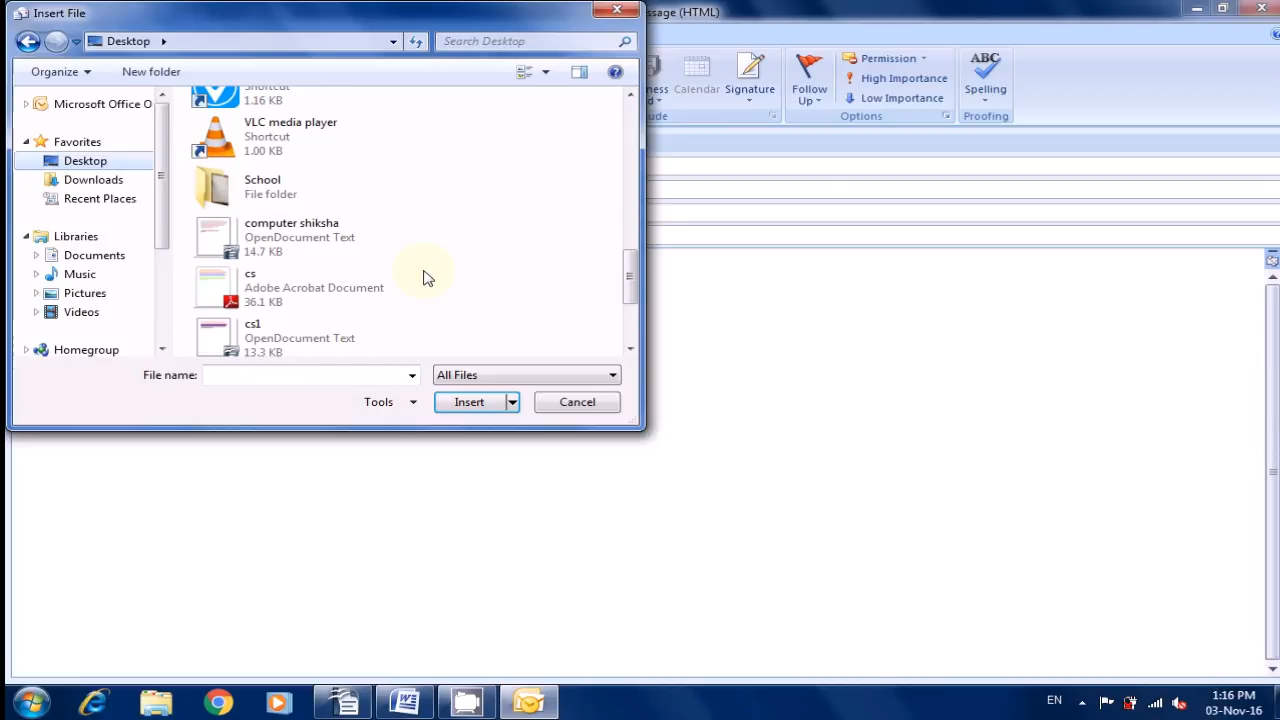 Insert File
ssage (HTML)
Desktop
Search Desktop
Organize
New folder
Permission
High Importance
Low Importance
Calendar
Signature
Follow
Up
ABC
Spelling
Options
Proofing
Microsoft Office O
Favorites
Desktop
Downloads
Recent Places
Libraries
Documents
Music
Pictures
Videos
Homegroup
Shortcut
1.16 KB
VLC media player
Shortcut
1.00 KB
School
File folder
computer shiksha
OpenDocument Text
14.7 KB
cs
Adobe Acrobat Document
36.1 KB
cs1
OpenDocument Text
13.3 KB
File name:
All Files
Tools
Insert
Cancel
EN
1:16 PM
03-Nov-16